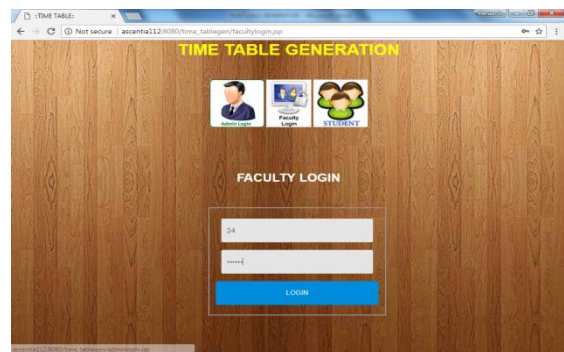 ::TIME TABLE::
Not secure | ascentia112:8080/time_tablegen/facultylogin.jsp
TIME TABLE GENERATION
Admin Login
Faculty
Login
STUDENT
FACULTY LOGIN
24
••••••
LOGIN
ascentia112:8080/time_tablegen/adminlogin.jsp